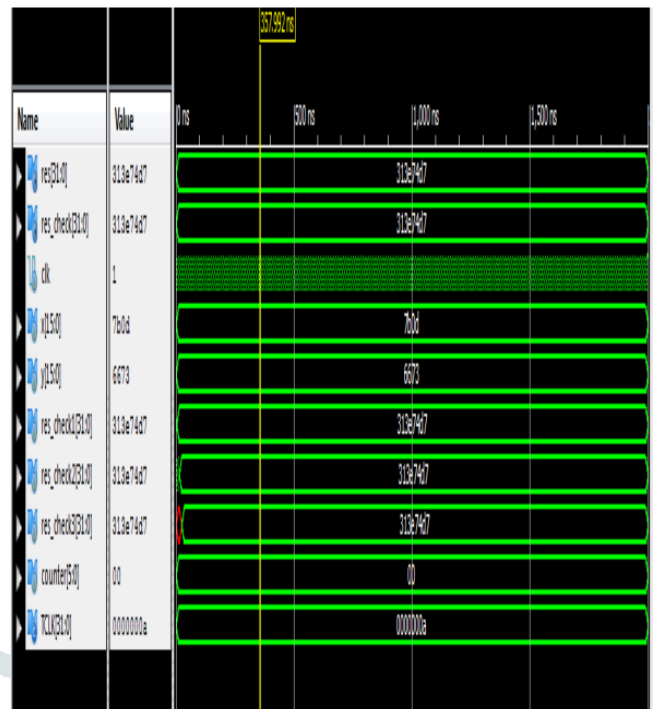 357.992 ns
Name Value 0 ns 500 ns 1,000 ns 1,500 ns
res[31:0] 313e74d7 313e74d7
res_check[31:0] 313e74d7 313e74d7
clk 1
x[15:0] 7b0d 7b0d
y[15:0] 6673 6673
res_check1[31:0] 313e74d7 313e74d7
res_check2[31:0] 313e74d7 313e74d7
res_check3[31:0] 313e74d7 313e74d7
counter[5:0] 00 00
TCLK[31:0] 0000000a 0000000a